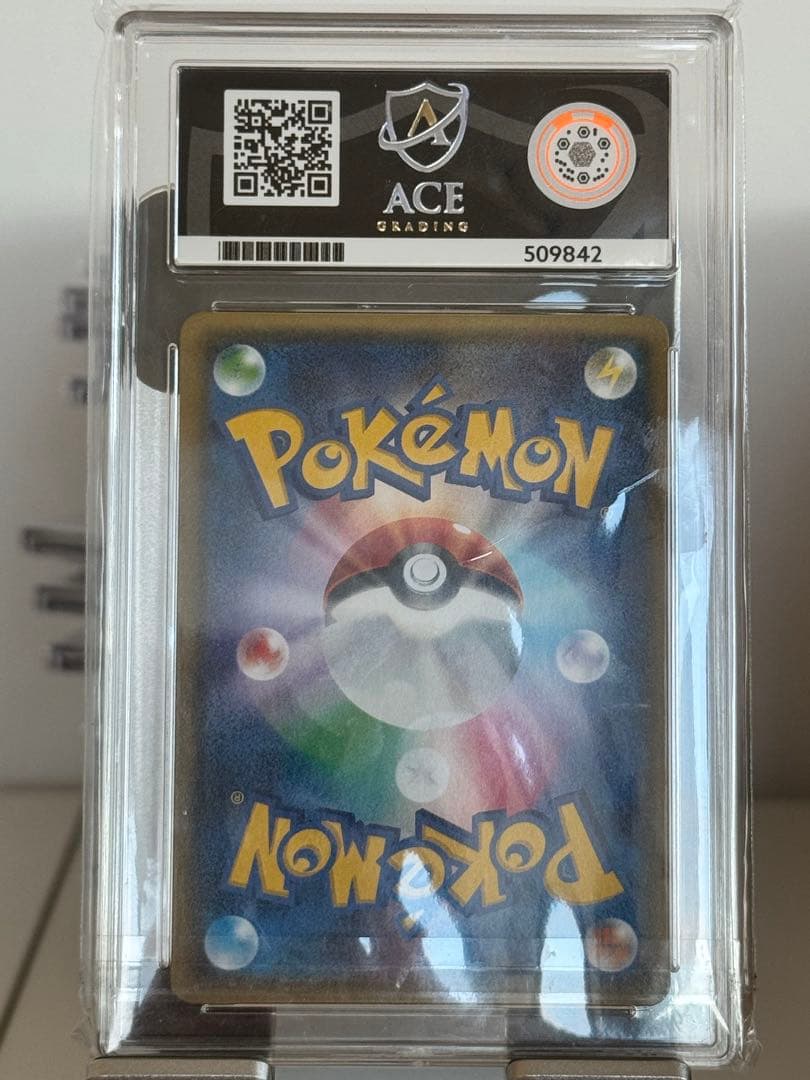 ACE
GRADING
509842
POKéMON
®
POKéMON